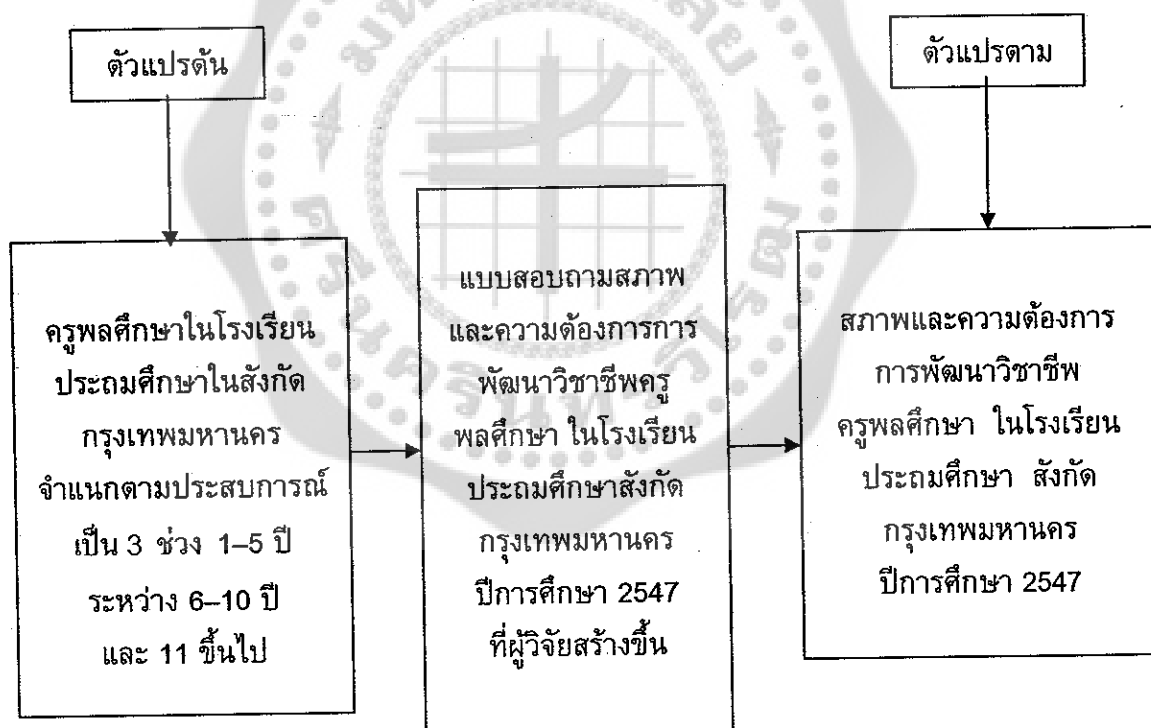 ตัวแปรต้น
ตัวแปรตาม
ครูพลศึกษาในโรงเรียน
ประถมศึกษาในสังกัด
กรุงเทพมหานคร
จำแนกตามประสบการณ์
เป็น 3 ช่วง 1–5 ปี
ระหว่าง 6–10 ปี
และ 11 ขึ้นไป
แบบสอบถามสภาพ
และความต้องการการ
พัฒนาวิชาชีพครู
พลศึกษา ในโรงเรียน
ประถมศึกษาสังกัด
กรุงเทพมหานคร
ปีการศึกษา 2547
ที่ผู้วิจัยสร้างขึ้น
สภาพและความต้องการ
การพัฒนาวิชาชีพ
ครูพลศึกษา ในโรงเรียน
ประถมศึกษา สังกัด
กรุงเทพมหานคร
ปีการศึกษา 2547